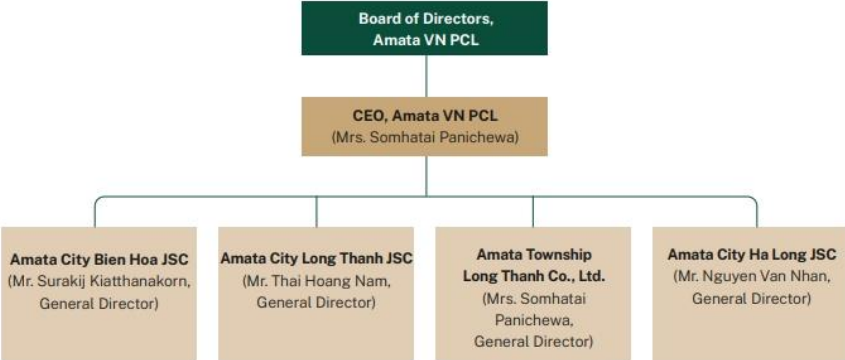 Board of Directors,
Amata VN PCL
CEO, Amata VN PCL
(Mrs. Somhatai Panichewa)
Amata City Bien Hoa JSC
(Mr. Surakij Kiatthanakorn,
General Director)
Amata City Long Thanh JSC
(Mr. Thai Hoang Nam,
General Director)
Amata Township
Long Thanh Co., Ltd.
(Mrs. Somhatai
Panichewa,
General Director)
Amata City Ha Long JSC
(Mr. Nguyen Van Nhan,
General Director)